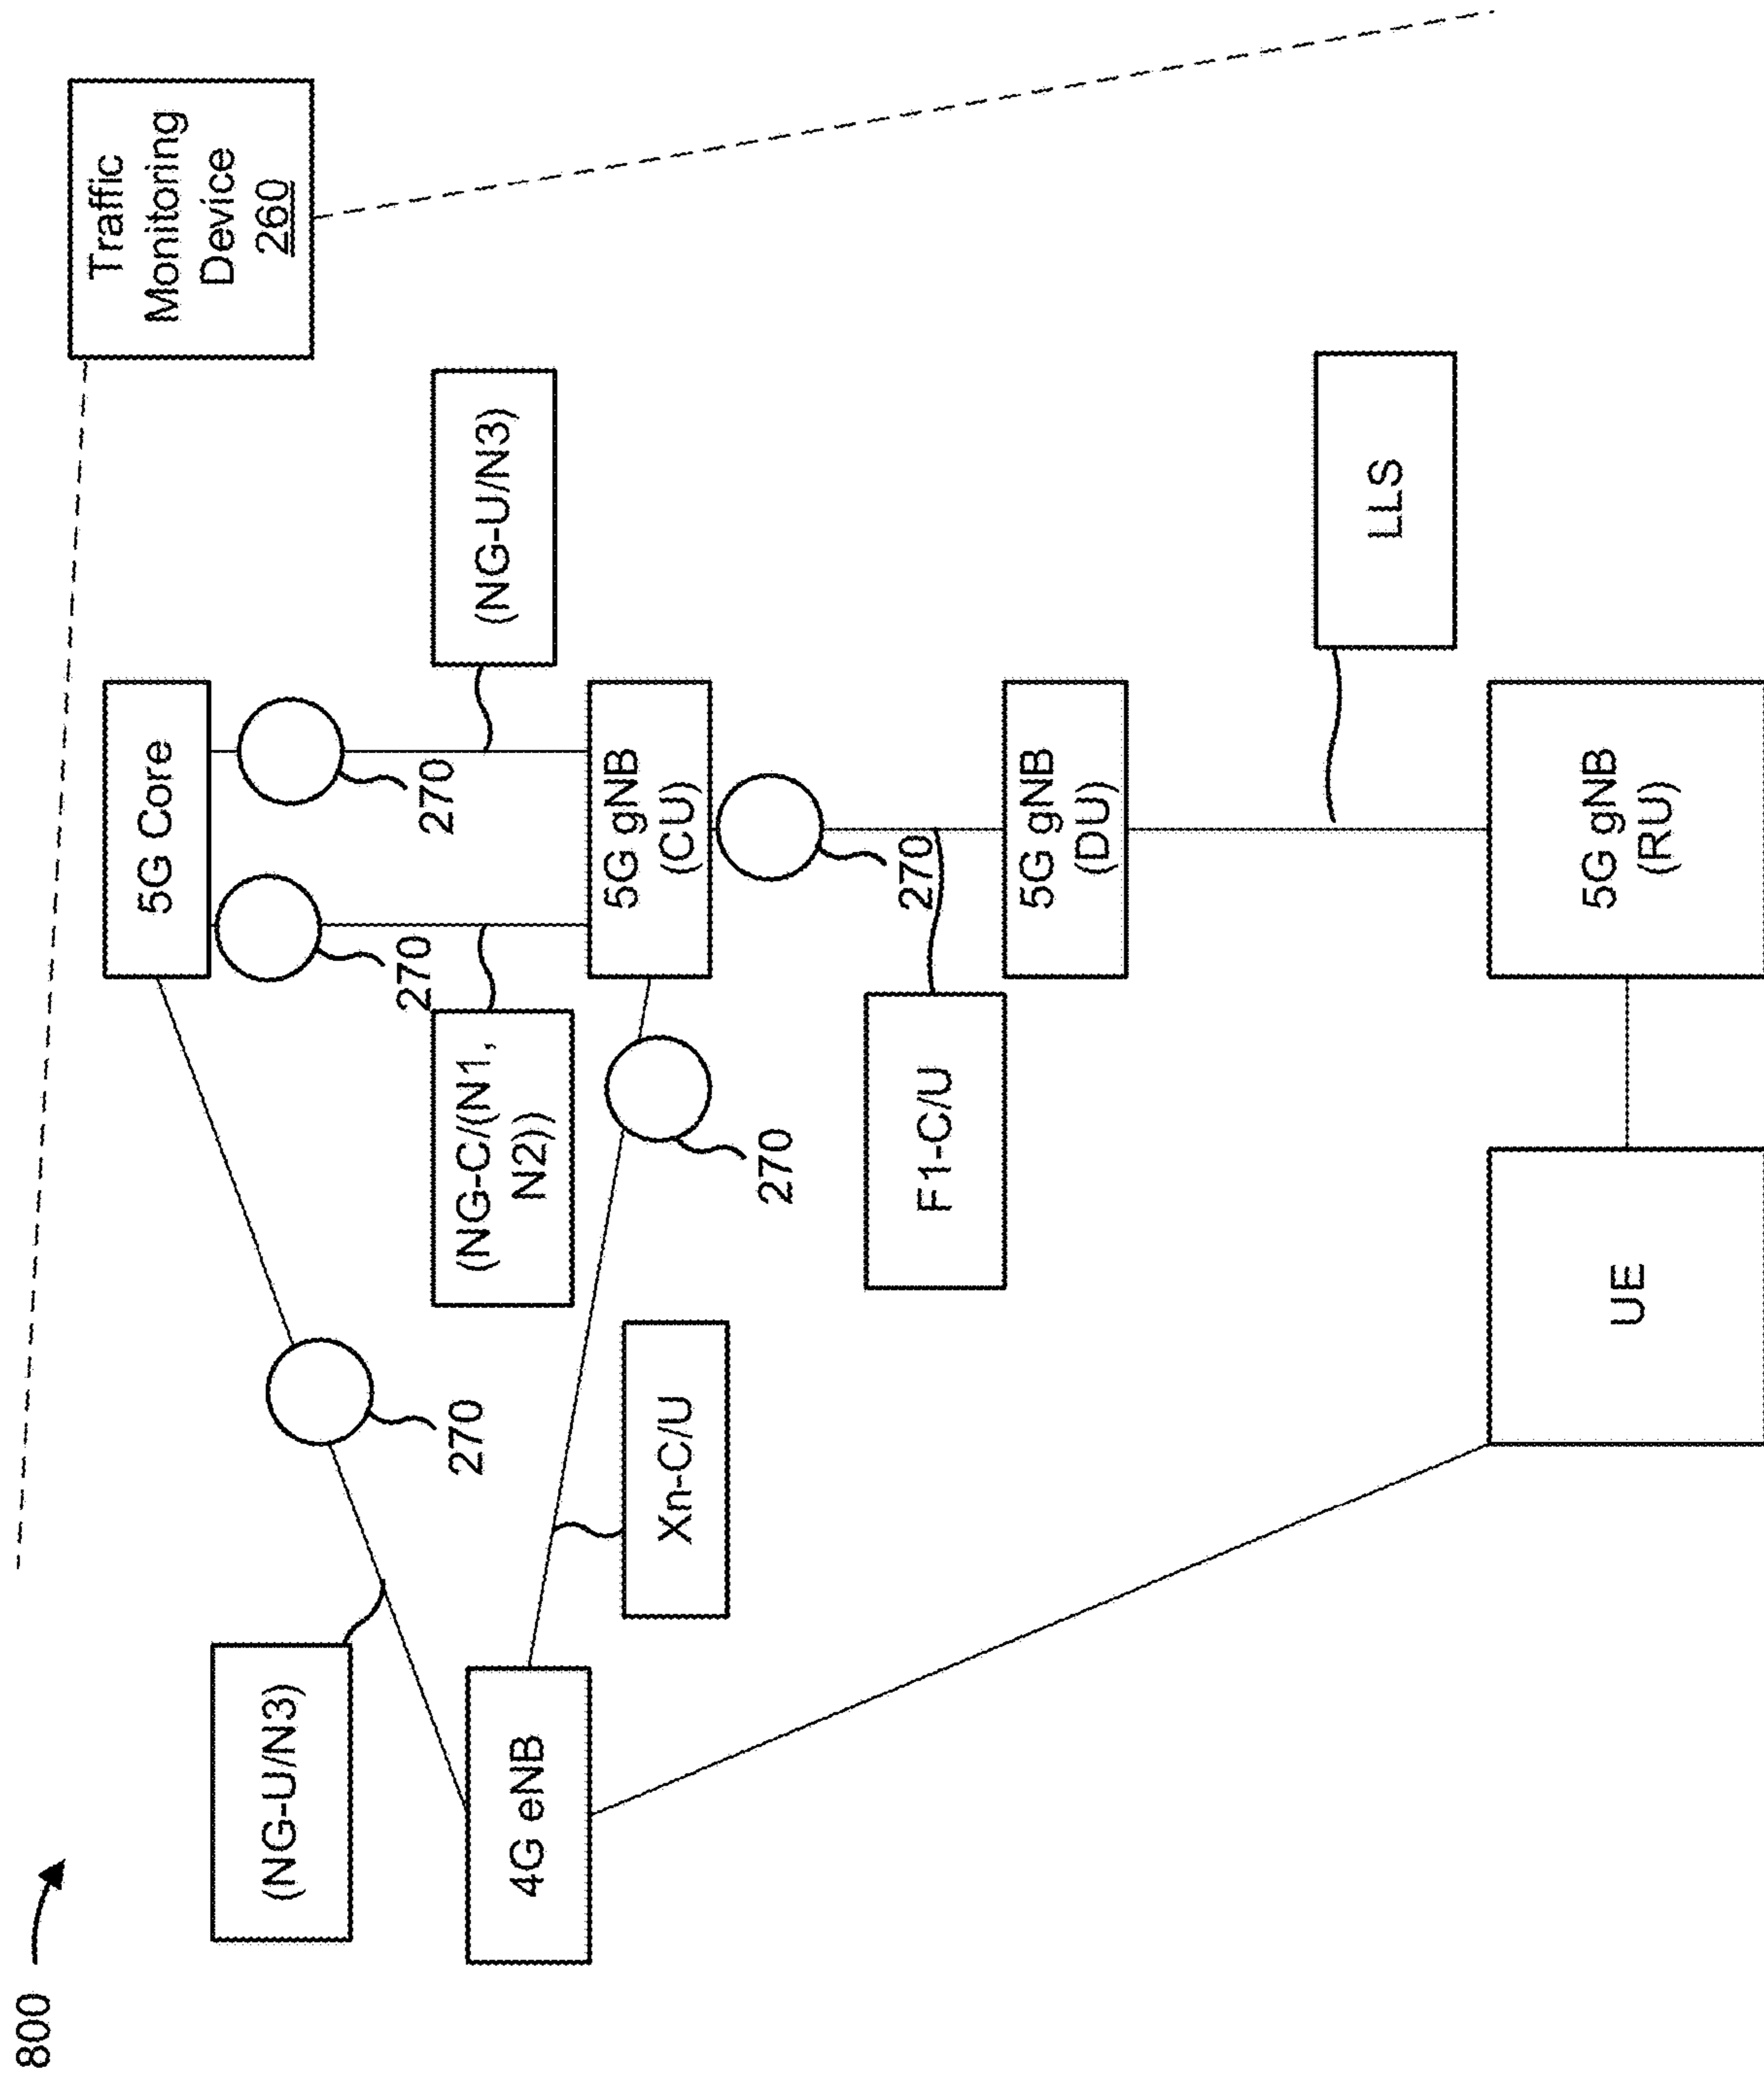 800
Traffic
Monitoring
Device
260
5G Core
270
270
(NG-U/N3)
(NG-U/N3)
270
(NG-C/(N1,
N2))
4G eNB
5G gNB
(CU)
Xn-C/U
270
270
F1-C/U
5G gNB
(DU)
LLS
UE
5G gNB
(RU)